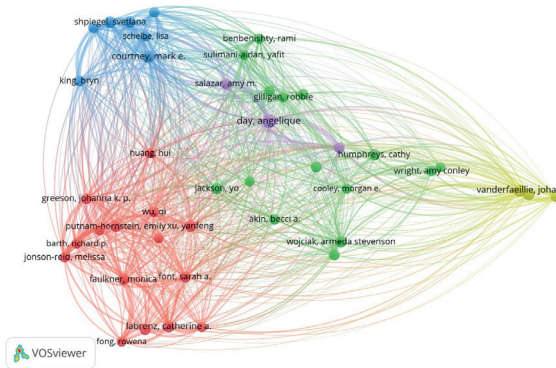 shpiegel, svetlana
scheibe, lisa
courtney, mark e.
king, bryn
benbenishty, rami
sulimani-aidan, yafit
salazar, amy m.
gilligan, robbie
day, angelique
huang, hui
humphreys, cathy
wright, amy conley
vanderfaeillie, joha
greeson, johanna k. p.
jackson, yo
cooley, morgan e.
wu, qi
putnam-hornstein, emily
xu, yanfeng
akin, becci a.
barth, richard p.
wojciak, armeda stevenson
jonson-reid, melissa
faulkner, monica
font, sarah a.
labrenz, catherine a.
fong, rowena
VOSviewer